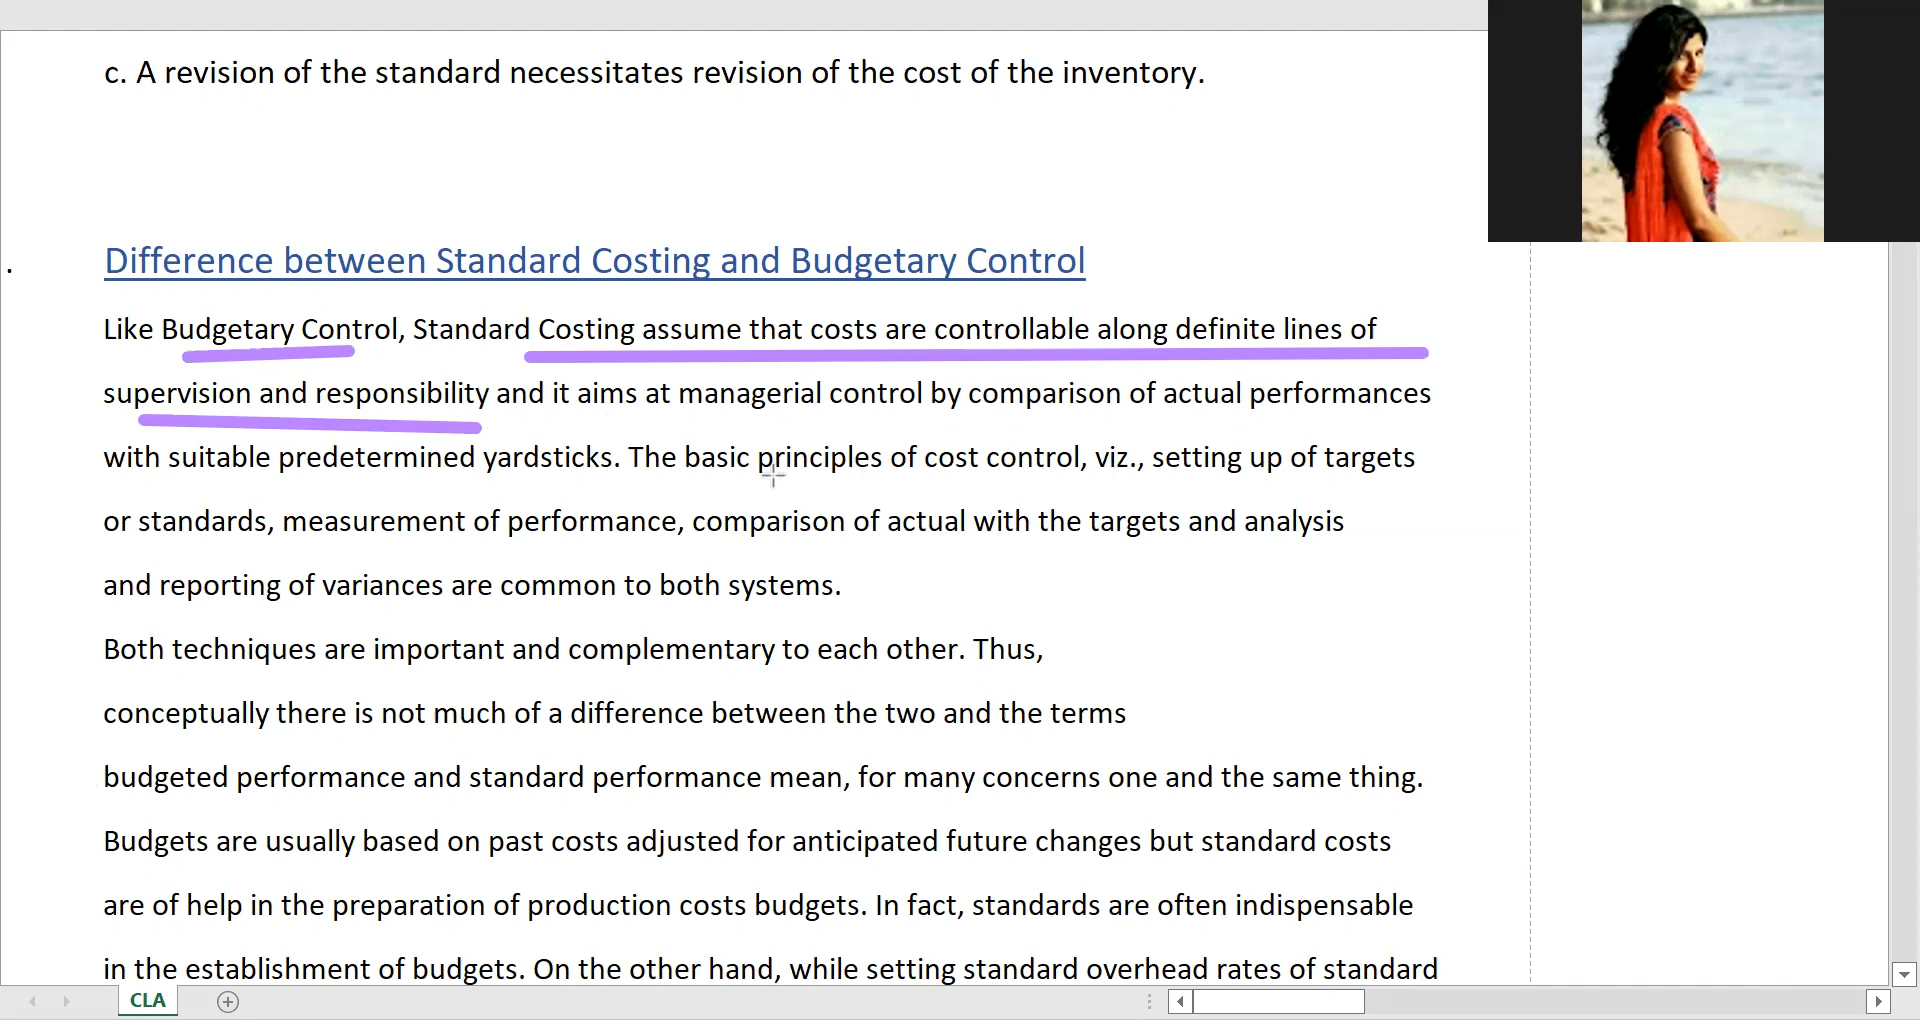 c. A revision of the standard necessitates revision of the cost of the inventory.
.
Difference between Standard Costing and Budgetary Control
Like Budgetary Control, Standard Costing assume that costs are controllable along definite lines of
supervision and responsibility and it aims at managerial control by comparison of actual performances
with suitable predetermined yardsticks. The basic principles of cost control, viz., setting up of targets
or standards, measurement of performance, comparison of actual with the targets and analysis
and reporting of variances are common to both systems.
Both techniques are important and complementary to each other. Thus,
conceptually there is not much of a difference between the two and the terms
budgeted performance and standard performance mean, for many concerns one and the same thing.
Budgets are usually based on past costs adjusted for anticipated future changes but standard costs
are of help in the preparation of production costs budgets. In fact, standards are often indispensable
in the establishment of budgets. On the other hand, while setting standard overhead rates of standard
CLA